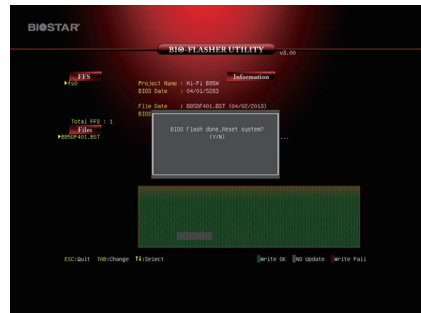 BIOSTAR
BIO-FLASHER UTILITY v3.00
FFS
fs0
Information
Project Name : Hi-Fi B85W
BIOS Date : 04/01/5283
File Date : B85DF401.BST (04/02/2013)
BIOS
Total FFS : 1
Files
B85DF401.BST
...
BIOS Flash done.Reset system?
(Y/N)
ESC:Quit TAB:Change ↑↓:Select
Write OK NO Update Write Fail